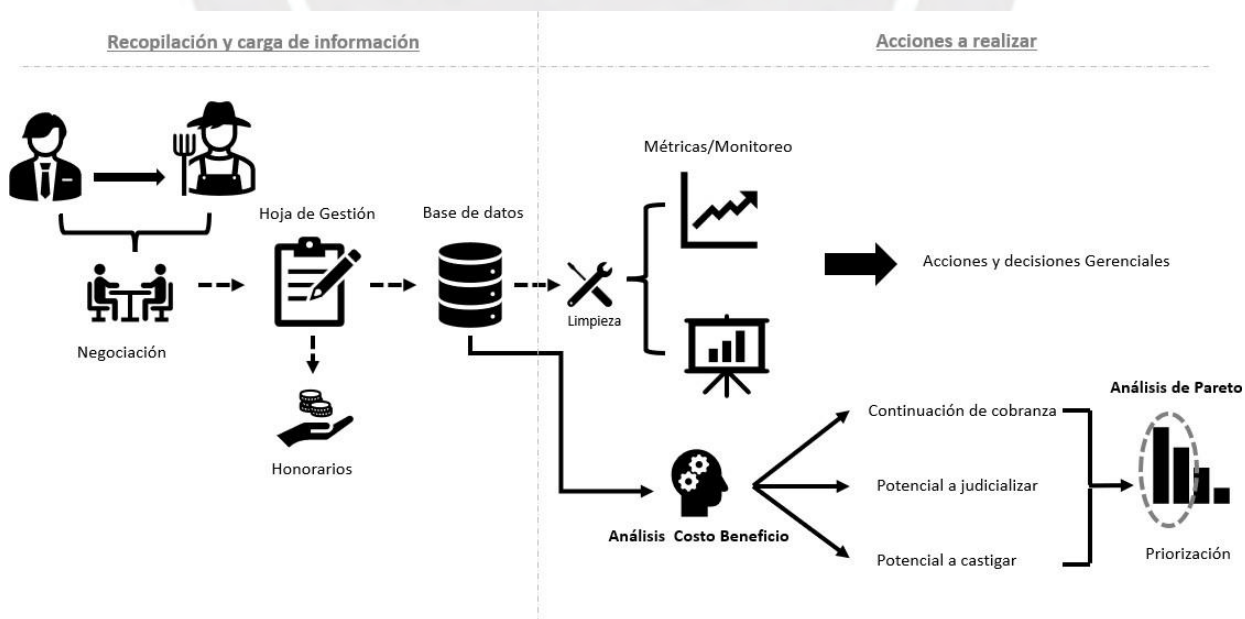 Recopilación y carga de información
Acciones a realizar
Métricas/Monitoreo
Hoja de Gestión
Base de datos
Acciones y decisiones Gerenciales
Limpieza
Negociación
Análisis de Pareto
Continuación de cobranza
Honorarios
Potencial a judicializar
Análisis Costo Beneficio
Potencial a castigar
Priorización